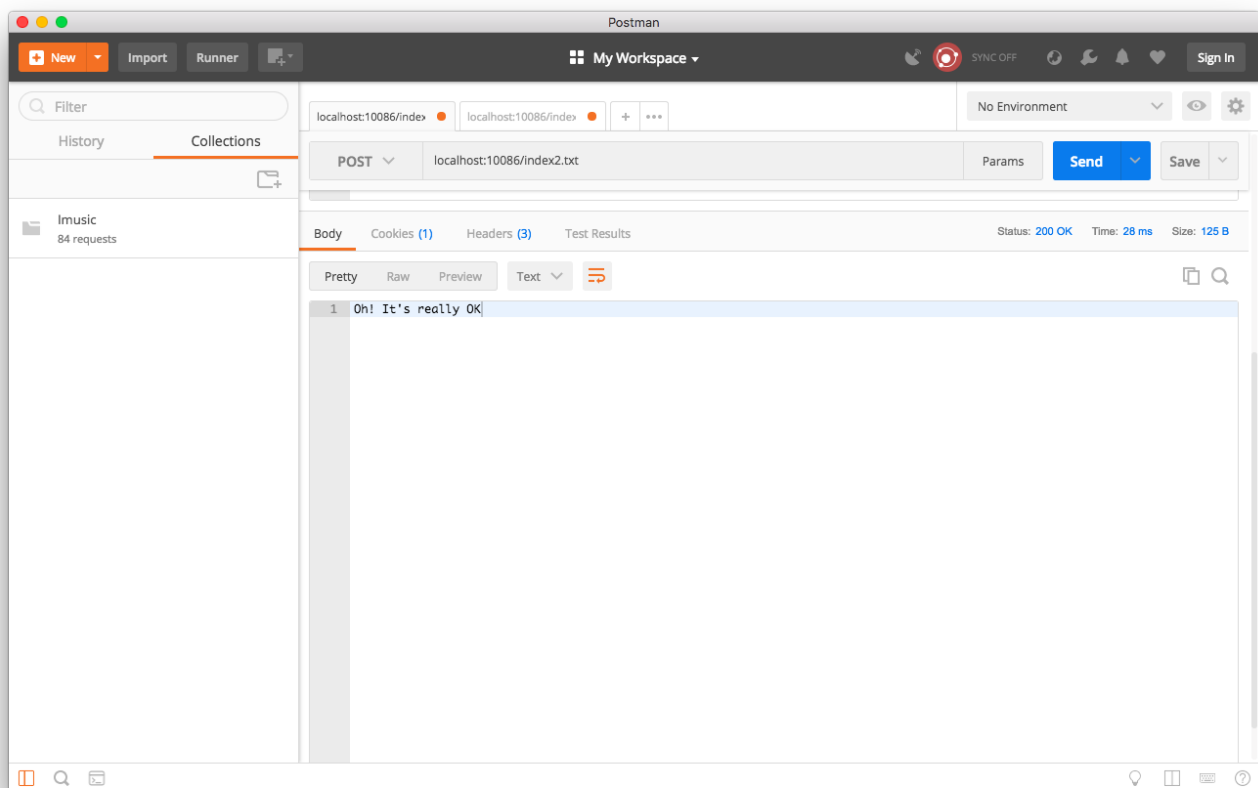 Postman
New Import Runner My Workspace SYNC OFF Sign In
Filter
History Collections
Imusic
84 requests
localhost:10086/index localhost:10086/index + No Environment
POST localhost:10086/index2.txt Params Send Save
Body Cookies (1) Headers (3) Test Results Status: 200 OK Time: 28 ms Size: 125 B
Pretty Raw Preview Text
1 Oh! It's really OK